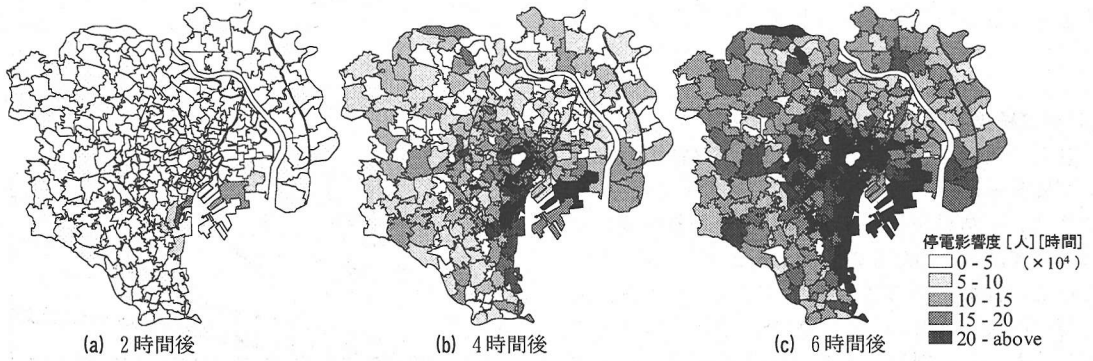 停電影響度 [人][時間]
(×10⁴)
0 - 5
5 - 10
10 - 15
15 - 20
20 - above
(a) 2時間後
(b) 4時間後
(c) 6時間後